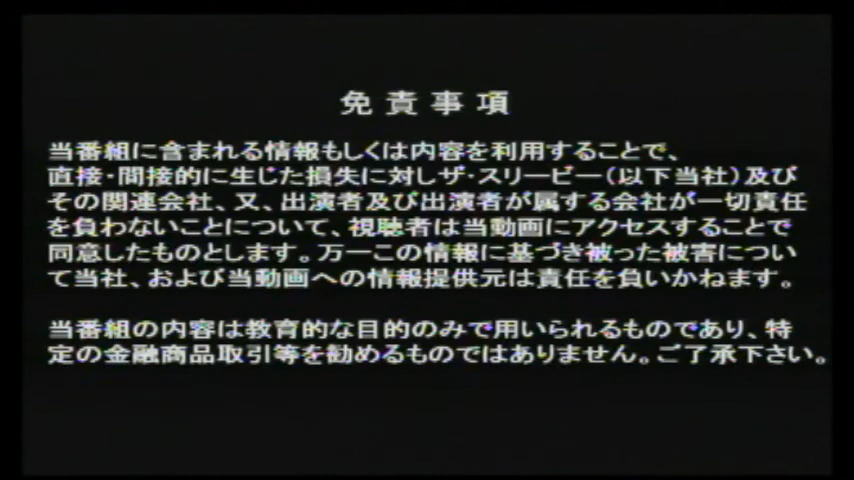 免責事項
当番組に含まれる情報もしくは内容を利用することで、
直接・間接的に生じた損失に対しザ・スリービー（以下当社）及び
その関連会社、又、出演者及び出演者が属する会社が一切責任
を負わないことについて、視聴者は当動画にアクセスすることで
同意したものとします。万一この情報に基づき被った被害につい
て当社、および当動画への情報提供元は責任を負いかねます。
当番組の内容は教育的な目的のみで用いられるものであり、特
定の金融商品取引等を勧めるものではありません。ご了承下さい。